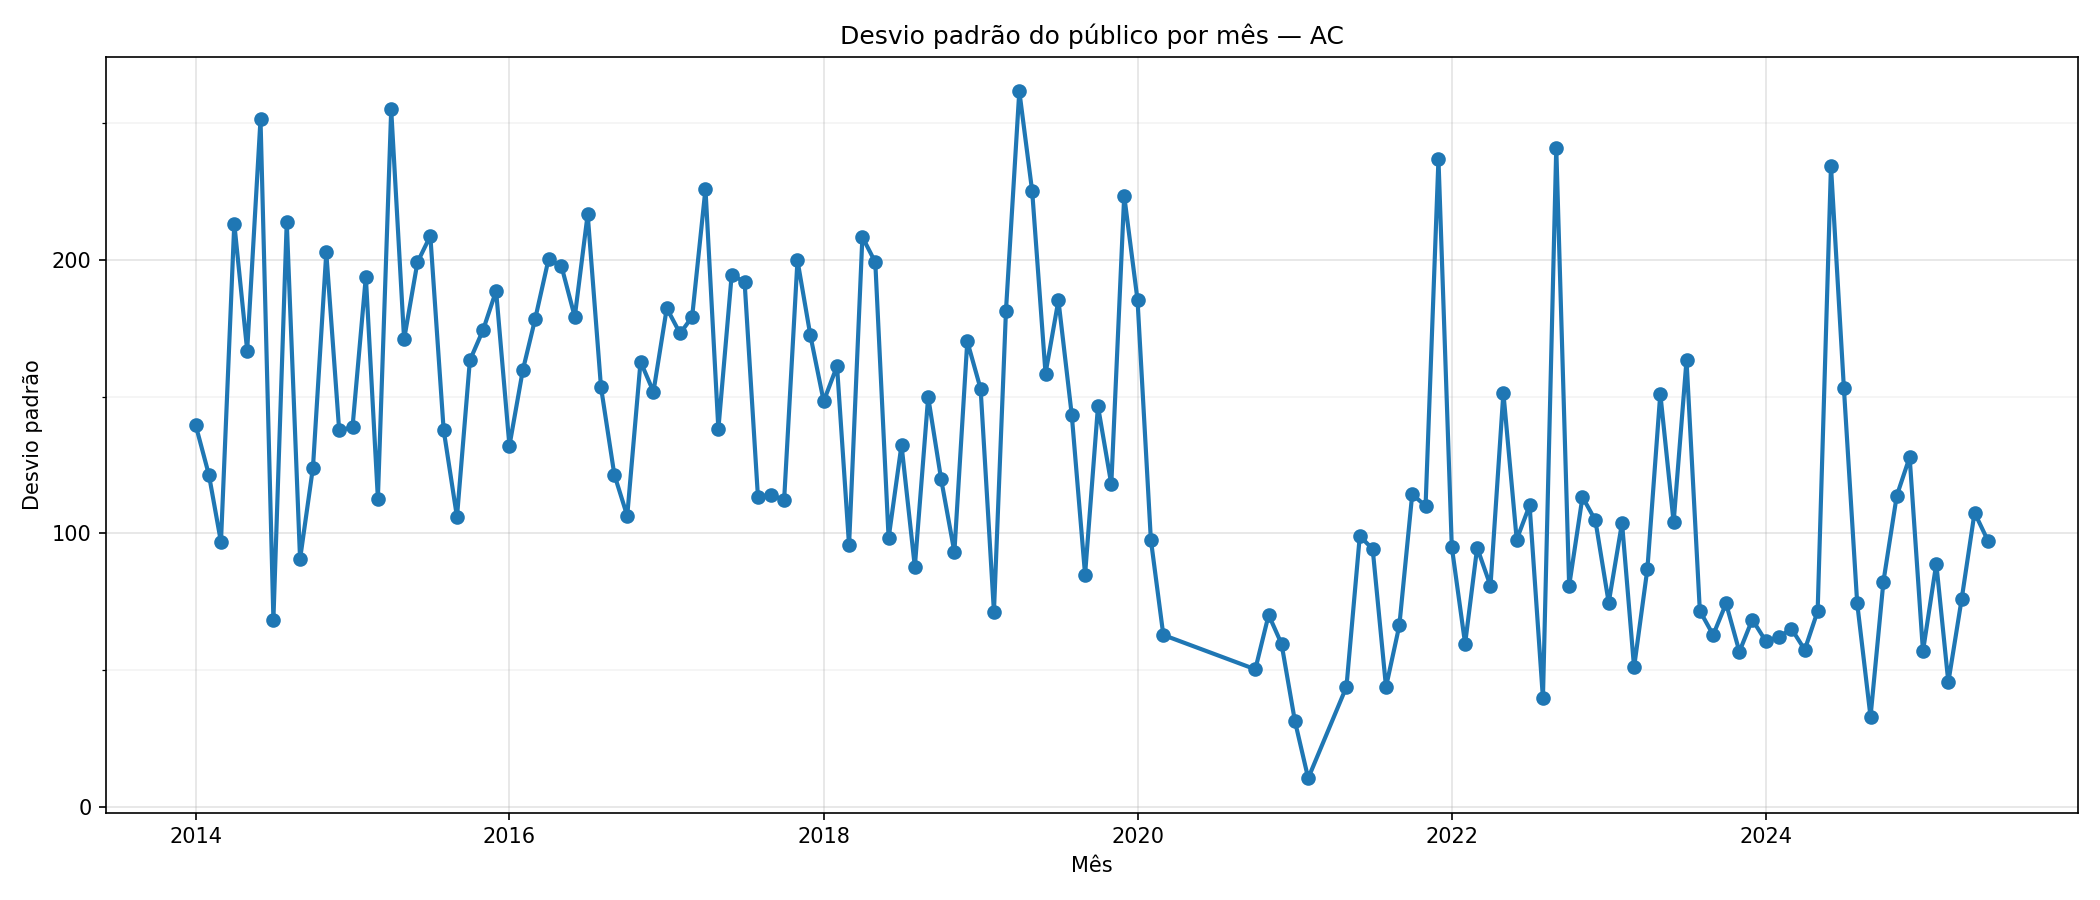 Desvio padrão do público por mês — AC
Desvio padrão
200
100
0
2014 2016 2018 2020 2022 2024
Mês